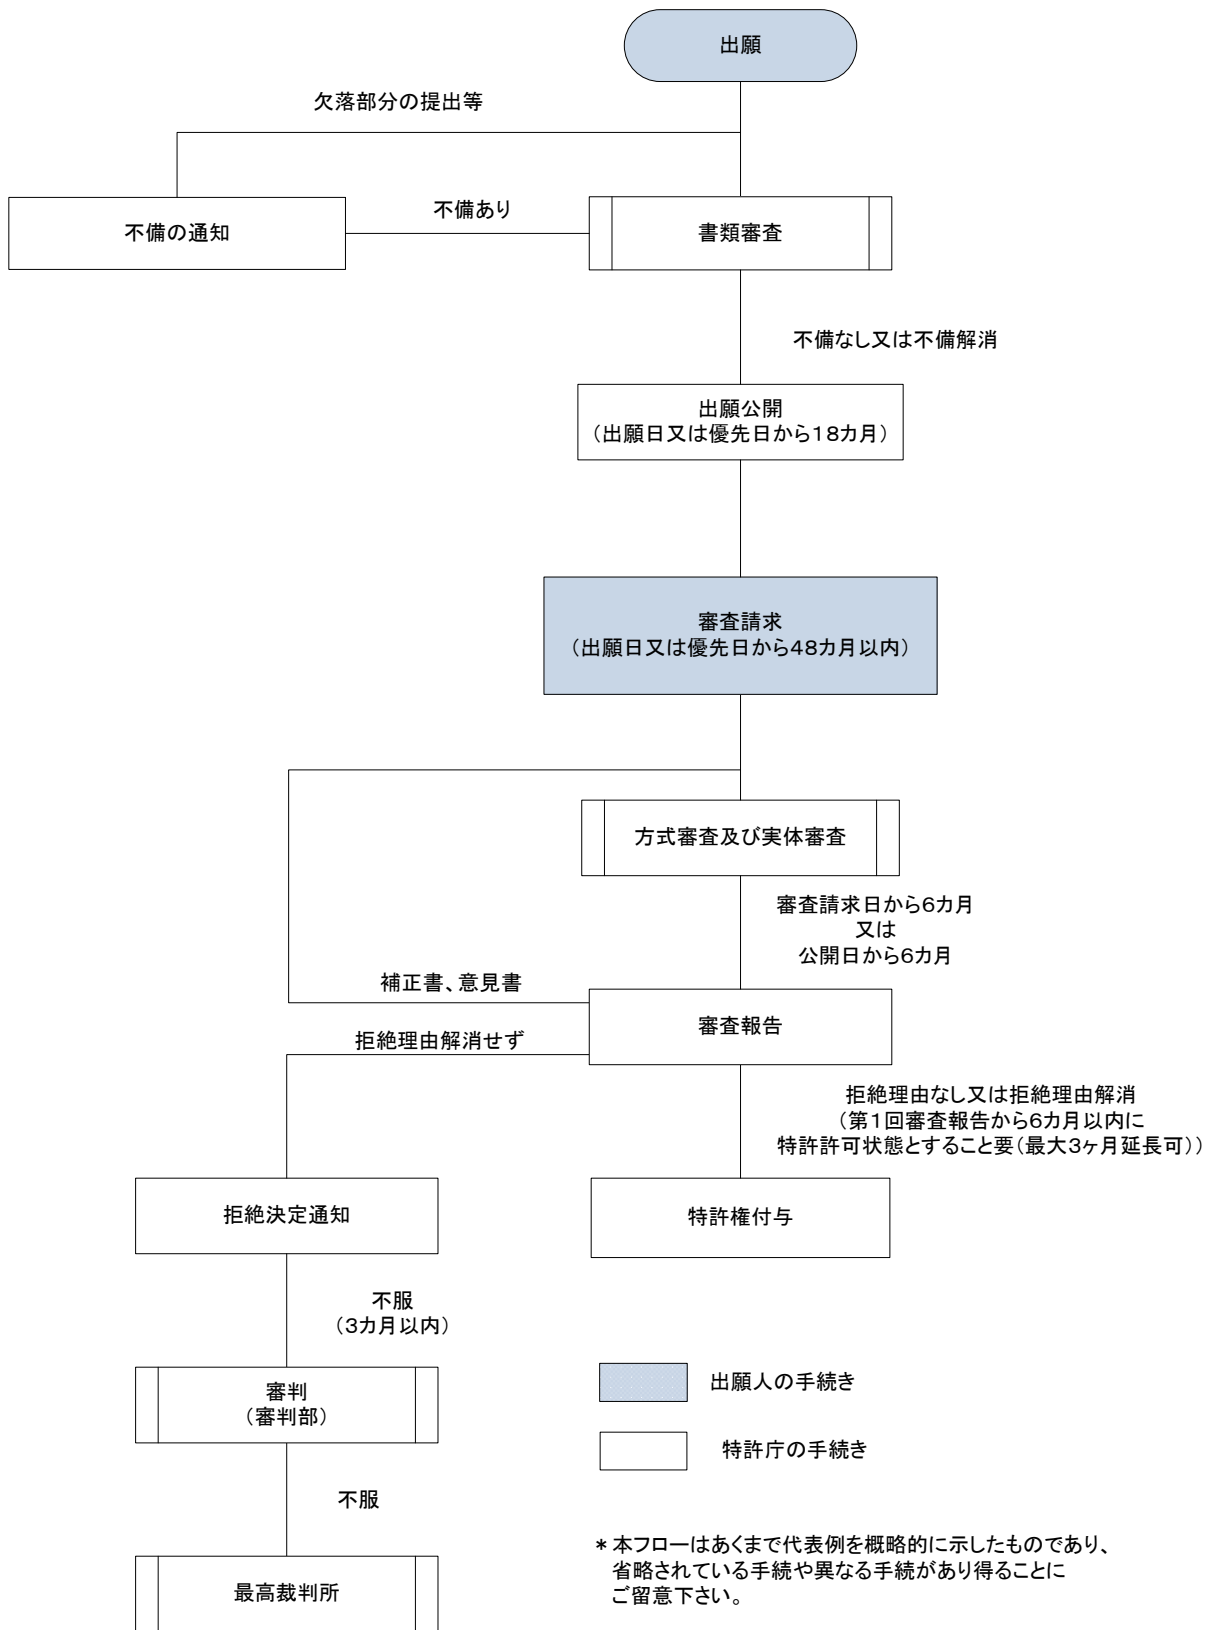 出願
欠落部分の提出等
不備の通知
不備あり
書類審査
不備なし又は不備解消
出願公開
（出願日又は優先日から18カ月）
審査請求
（出願日又は優先日から48カ月以内）
方式審査及び実体審査
審査請求日から6カ月
又は
公開日から6カ月
補正書、意見書
審査報告
拒絶理由解消せず
拒絶理由なし又は拒絶理由解消
（第1回審査報告から6カ月以内に
特許許可状態とすること要（最大3ヶ月延長可））
拒絶決定通知
特許権付与
不服
（3カ月以内）
審判
（審判部）
出願人の手続き
特許庁の手続き
不服
最高裁判所
＊本フローはあくまで代表例を概略的に示したものであり、
省略されている手続や異なる手続があり得ることに
ご留意下さい。